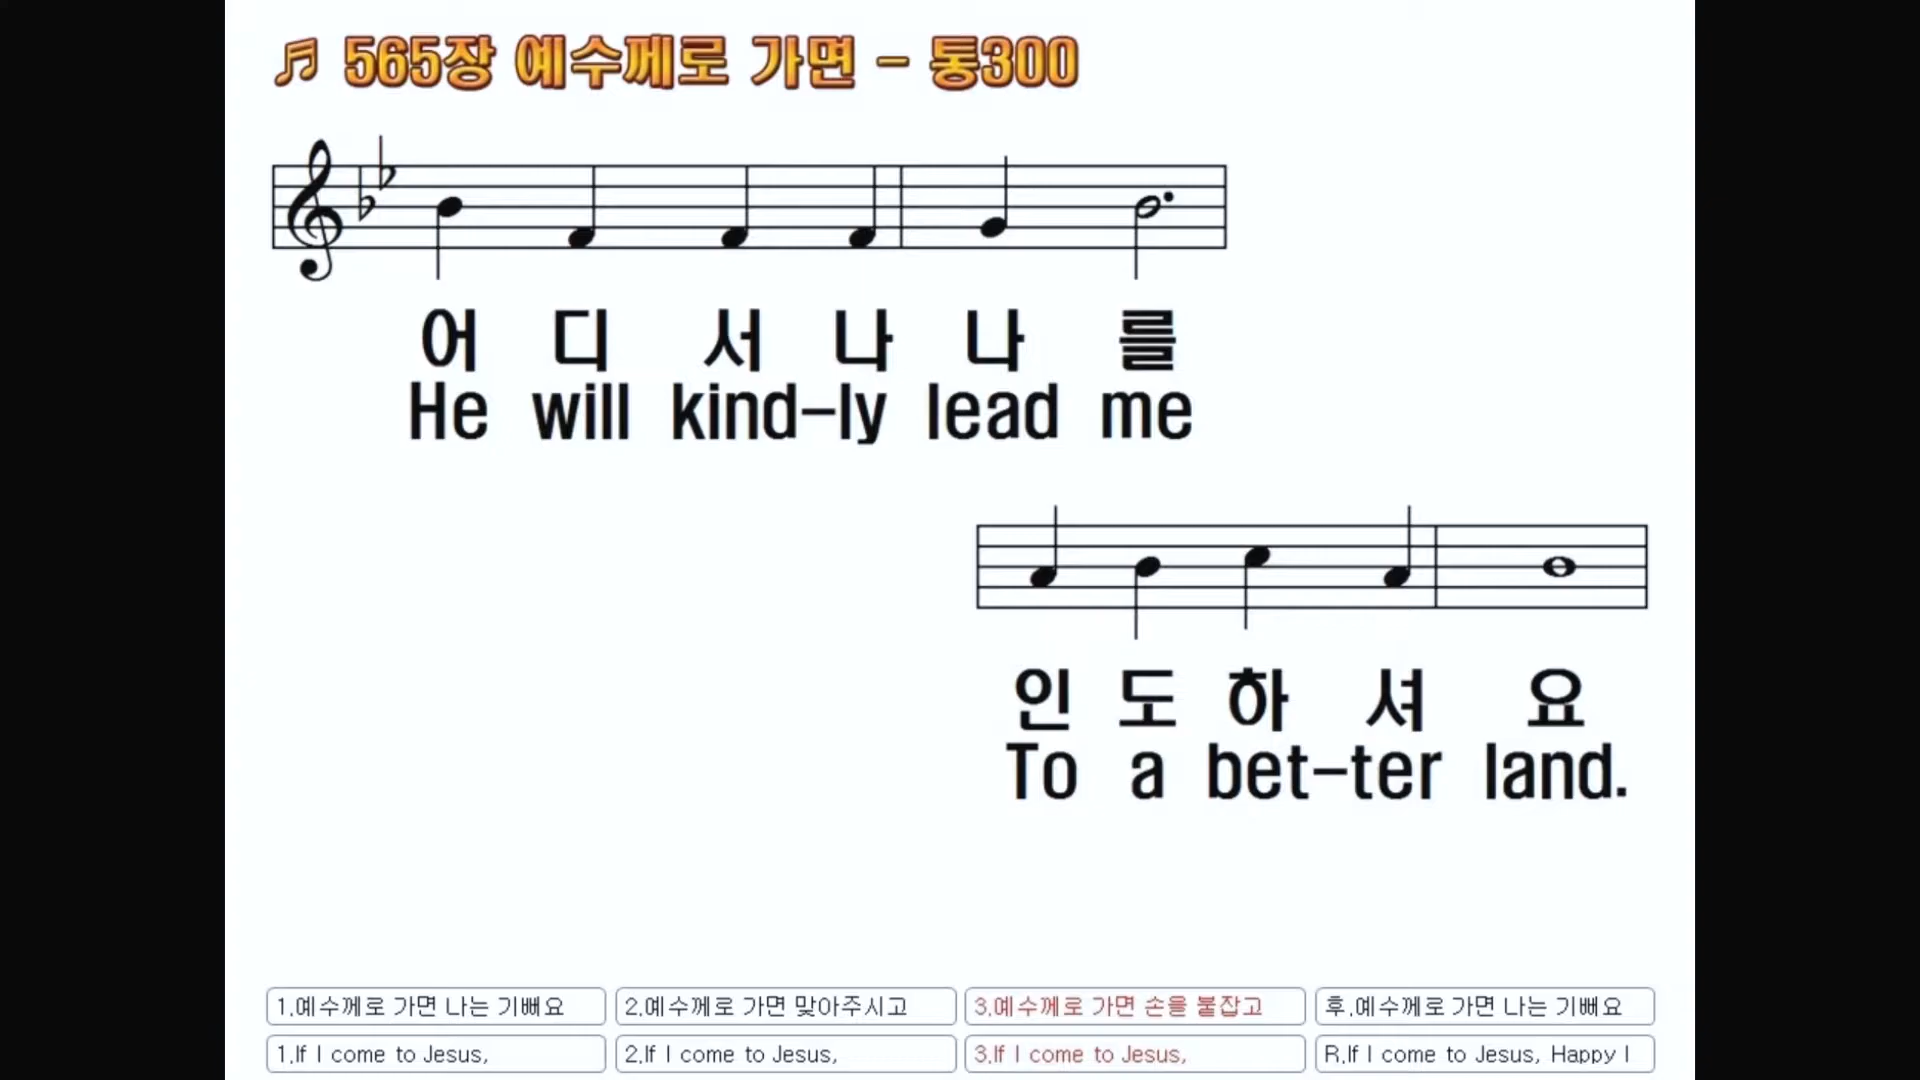 565장 예수께로 가면 - 통300
어 디 서 나 나 를
He will kind-ly lead me
인 도 하 셔 요
To a bet-ter land.
1.예수께로 가면 나는 기뻐요
2.예수께로 가면 맞아주시고
3.예수께로 가면 손을 붙잡고
후.예수께로 가면 나는 기뻐요
1.If I come to Jesus,
2.If I come to Jesus,
3.If I come to Jesus,
R.If I come to Jesus, Happy I